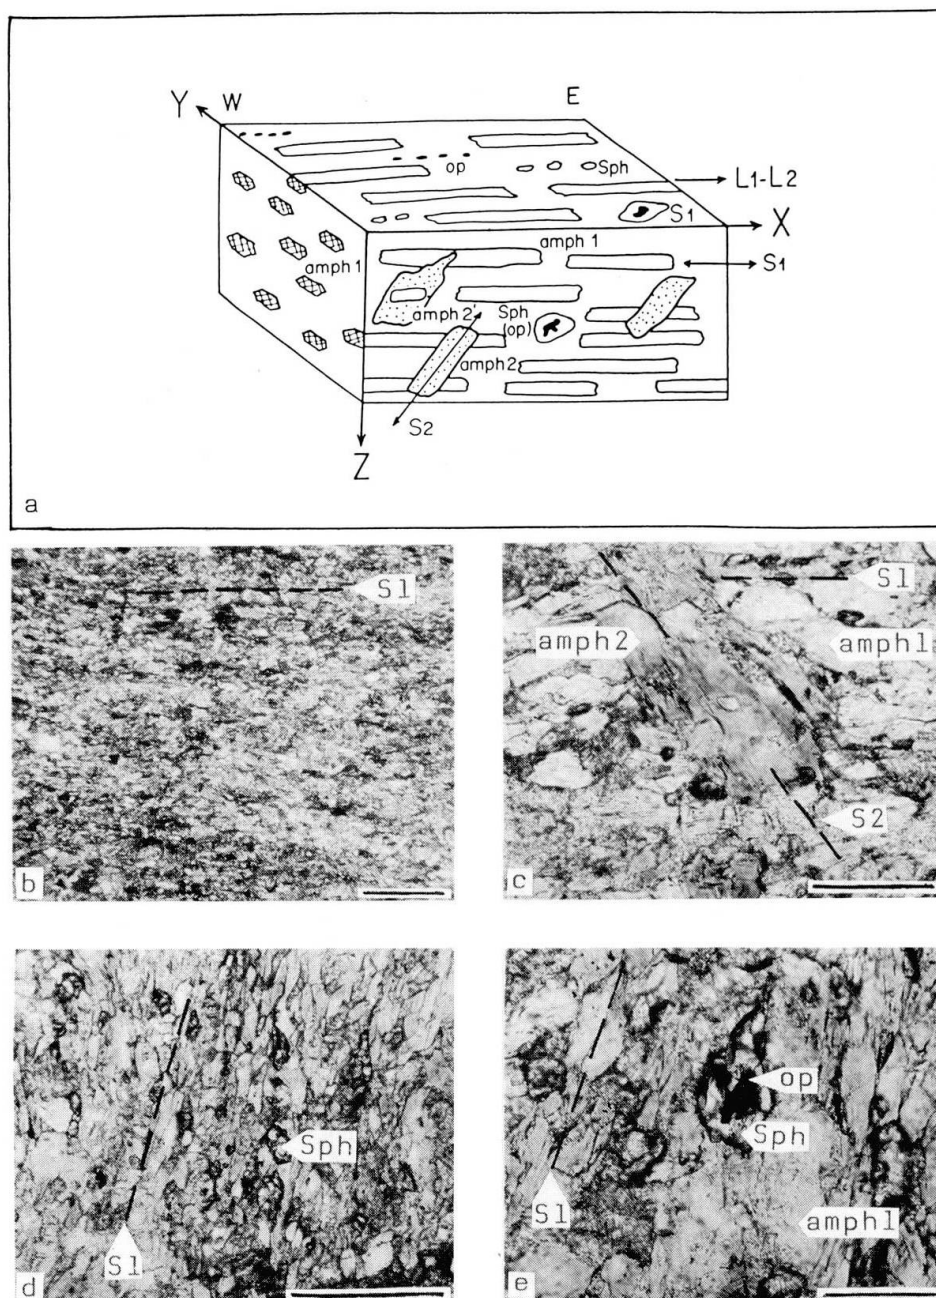 Y W E
op Sph L1-L2
S1 X
amph 1
amph 1 S1
amph 2' Sph
(op)
amph 2
S2
Z
a
S1
b
S1
amph2 amph1
S2
c
Sph
S1
d
op
Sph
S1
amph1
e